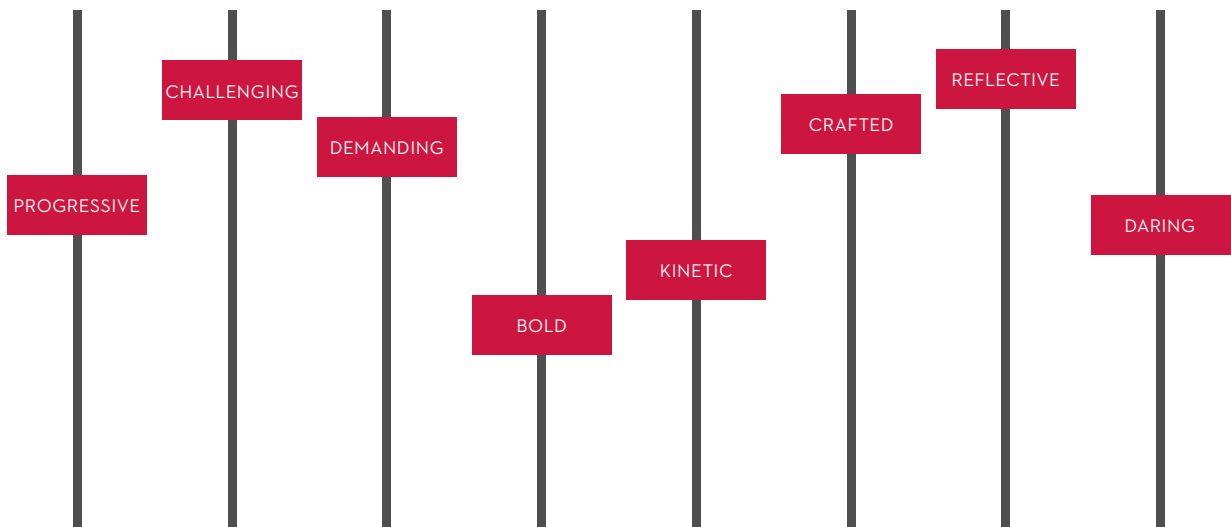 PROGRESSIVE
CHALLENGING
DEMANDING
BOLD
KINETIC
CRAFTED
REFLECTIVE
DARING